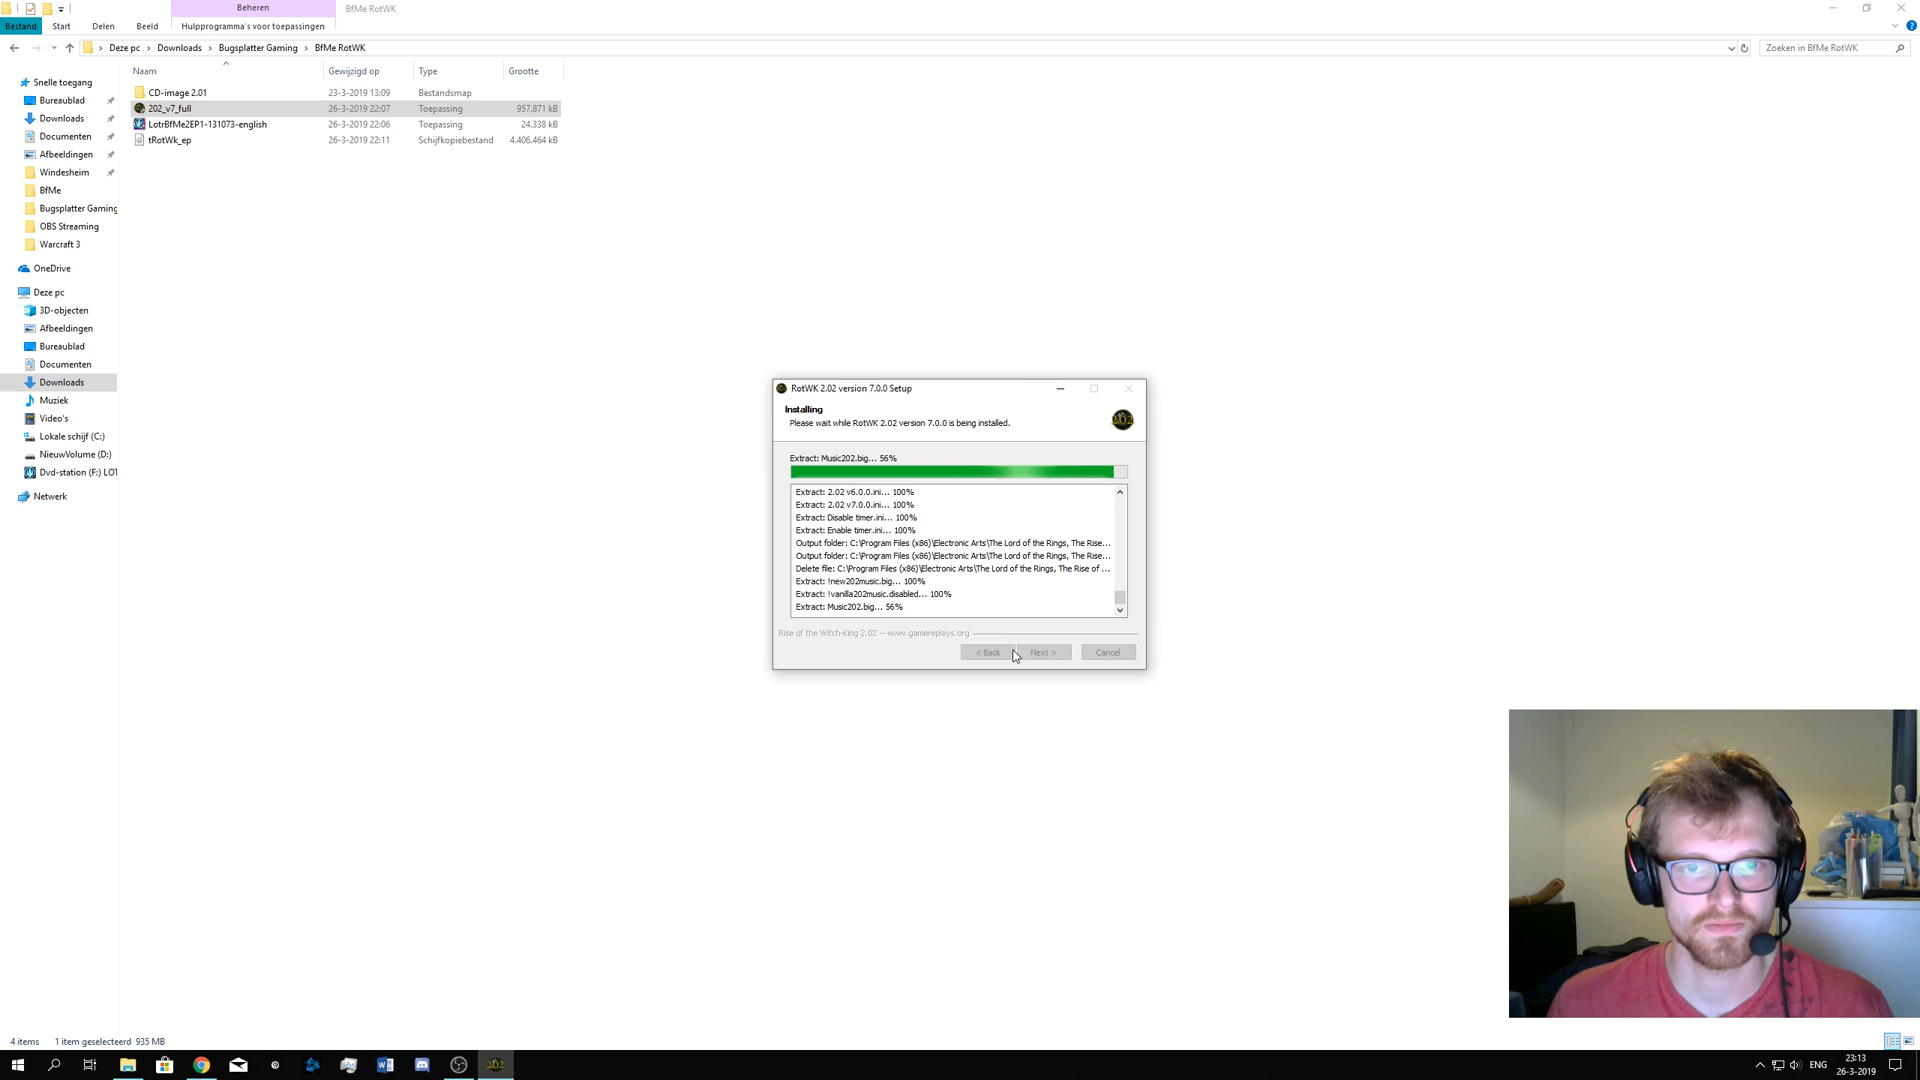 Beheren
BfMe RotWK
Bestand Start Delen Beeld Hulpprogramma's voor toepassingen
Deze pc › Downloads › Bugsplatter Gaming › BfMe RotWK
Zoeken in BfMe RotWK
Naam Gewijzigd op Type Grootte
CD-image 2.01 23-3-2019 13:09 Bestandsmap
202_v7_full 26-3-2019 22:07 Toepassing 957.871 kB
LotrBfMe2EP1-131073-english 26-3-2019 22:06 Toepassing 24.338 kB
tRotWk_ep 26-3-2019 22:11 Schijfkopiebestand 4.406.464 kB
Snelle toegang
Bureaublad
Downloads
Documenten
Afbeeldingen
Windesheim
BfMe
Bugsplatter Gaming
OBS Streaming
Warcraft 3
OneDrive
Deze pc
3D-objecten
Afbeeldingen
Bureaublad
Documenten
Downloads
Muziek
Video's
Lokale schijf (C:)
NieuwVolume (D:)
Dvd-station (F:) LOT
Netwerk
RotWK 2.02 version 7.0.0 Setup
Installing
Please wait while RotWK 2.02 version 7.0.0 is being installed.
2.02
Extract: Music202.big... 56%
Extract: 2.02 v6.0.0.ini... 100%
Extract: 2.02 v7.0.0.ini... 100%
Extract: Disable timer.ini... 100%
Extract: Enable timer.ini... 100%
Output folder: C:\Program Files (x86)\Electronic Arts\The Lord of the Rings, The Rise...
Output folder: C:\Program Files (x86)\Electronic Arts\The Lord of the Rings, The Rise...
Delete file: C:\Program Files (x86)\Electronic Arts\The Lord of the Rings, The Rise of ...
Extract: !new202music.big... 100%
Extract: !vanilla202music.disabled... 100%
Extract: Music202.big... 56%
Rise of the Witch-King 2.02 -- www.gamereplays.org
< Back Next > Cancel
4 items 1 item geselecteerd 935 MB
2.02
ENG
23:13
26-3-2019